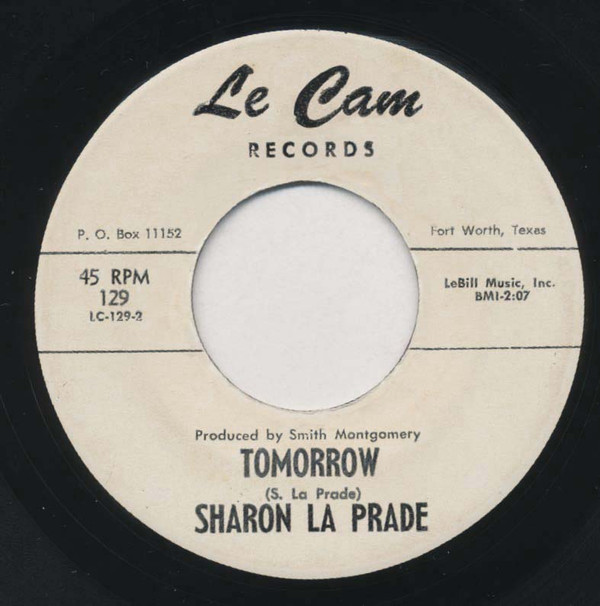 Le Cam
RECORDS
P. O. Box 11152
Fort Worth, Texas
45 RPM
129
LC-129-2
LeBill Music, Inc.
BMI-2:07
Produced by Smith Montgomery
TOMORROW
(S. La Prade)
SHARON LA PRADE